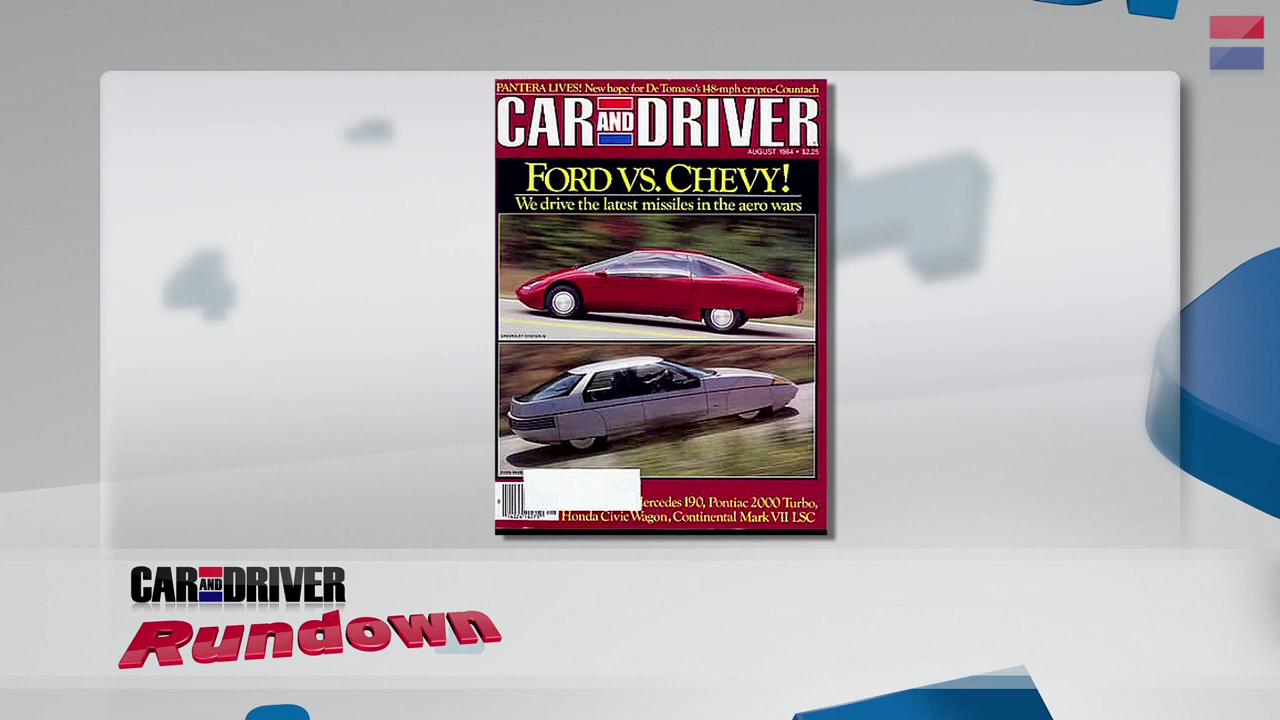 PANTERA LIVES! New hope for De Tomaso's 148-mph crypto-Countach
CAR AND DRIVER
AUGUST 1984 • $2.25
FORD VS. CHEVY!
We drive the latest missiles in the aero wars
Mercedes 190, Pontiac 2000 Turbo,
Honda Civic Wagon, Continental Mark VII LSC
CAR AND DRIVER
Rundown
4